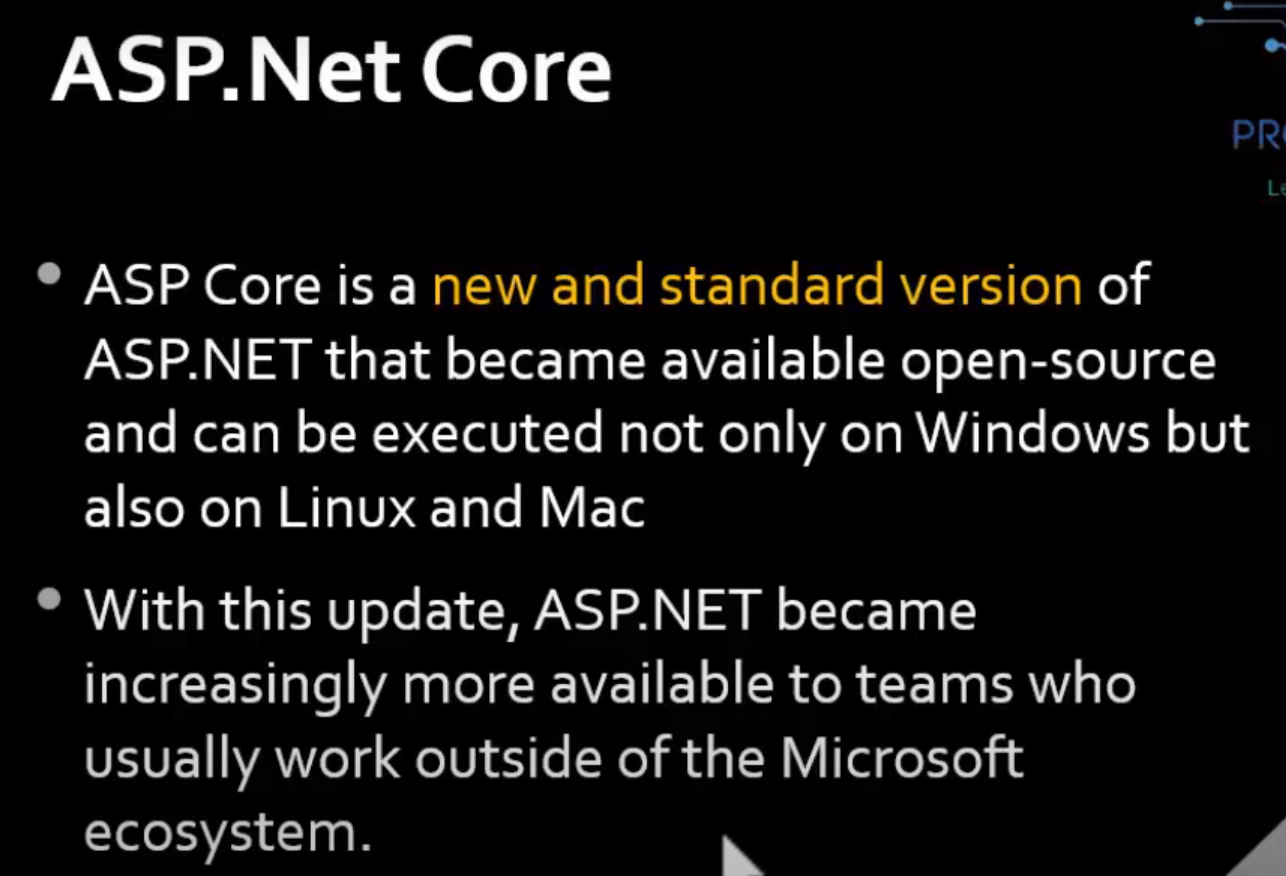 ASP.Net Core
PR
Le
• ASP Core is a new and standard version of
ASP.NET that became available open-source
and can be executed not only on Windows but
also on Linux and Mac
• With this update, ASP.NET became
increasingly more available to teams who
usually work outside of the Microsoft
ecosystem.